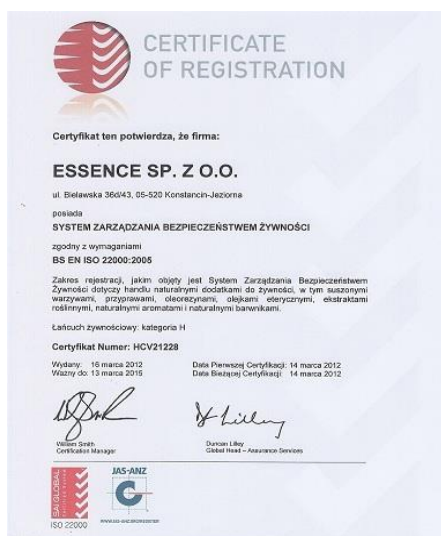 CERTIFICATE
OF REGISTRATION
Certyfikat ten potwierdza, że firma:
ESSENCE SP. Z O.O.
ul. Bielawska 36d/43, 05-520 Konstancin-Jeziorna
posiada
SYSTEM ZARZĄDZANIA BEZPIECZEŃSTWEM ŻYWNOŚCI
zgodny z wymaganiami
BS EN ISO 22000:2005
Zakres rejestracji, jakim objęty jest System Zarządzania Bezpieczeństwem
Żywności dotyczy handlu naturalnymi dodatkami do żywności, w tym suszonymi
warzywami, przyprawami, oleorezynami, olejkami eterycznymi, ekstraktami
roślinnymi, naturalnymi aromatami i naturalnymi barwnikami.
Łańcuch żywnościowy: kategoria H
Certyfikat Numer: HCV21228
Wydany: 16 marca 2012 Data Pierwszej Certyfikacji: 14 marca 2012
Ważny do: 13 marca 2015 Data Bieżącej Certyfikacji: 14 marca 2012
William Smith Duncan Lilley
Certification Manager Global Head – Assurance Services
SAI GLOBAL
JAS-ANZ
ISO 22000